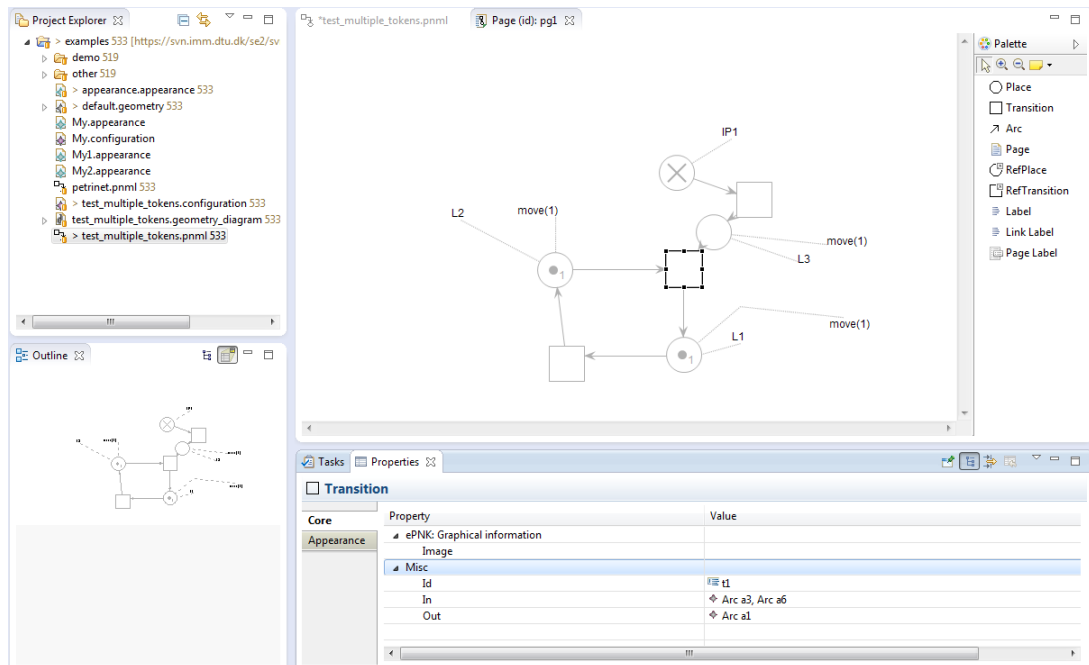 Project Explorer
> examples 533 [https://svn.imm.dtu.dk/se2/sv
demo 519
other 519
> appearance.appearance 533
> default.geometry 533
My.appearance
My.configuration
My1.appearance
My2.appearance
petrinet.pnml 533
> test_multiple_tokens.configuration 533
test_multiple_tokens.geometry_diagram 533
> test_multiple_tokens.pnml 533
Outline
*test_multiple_tokens.pnml
Page (id): pg1
IP1
L2
move(1)
move(1)
L3
1
move(1)
L1
1
Palette
Place
Transition
Arc
Page
RefPlace
RefTransition
Label
Link Label
Page Label
Tasks
Properties
Transition
Core
Appearance
Property Value
ePNK: Graphical information
Image
Misc
Id t1
In Arc a3, Arc a6
Out Arc a1